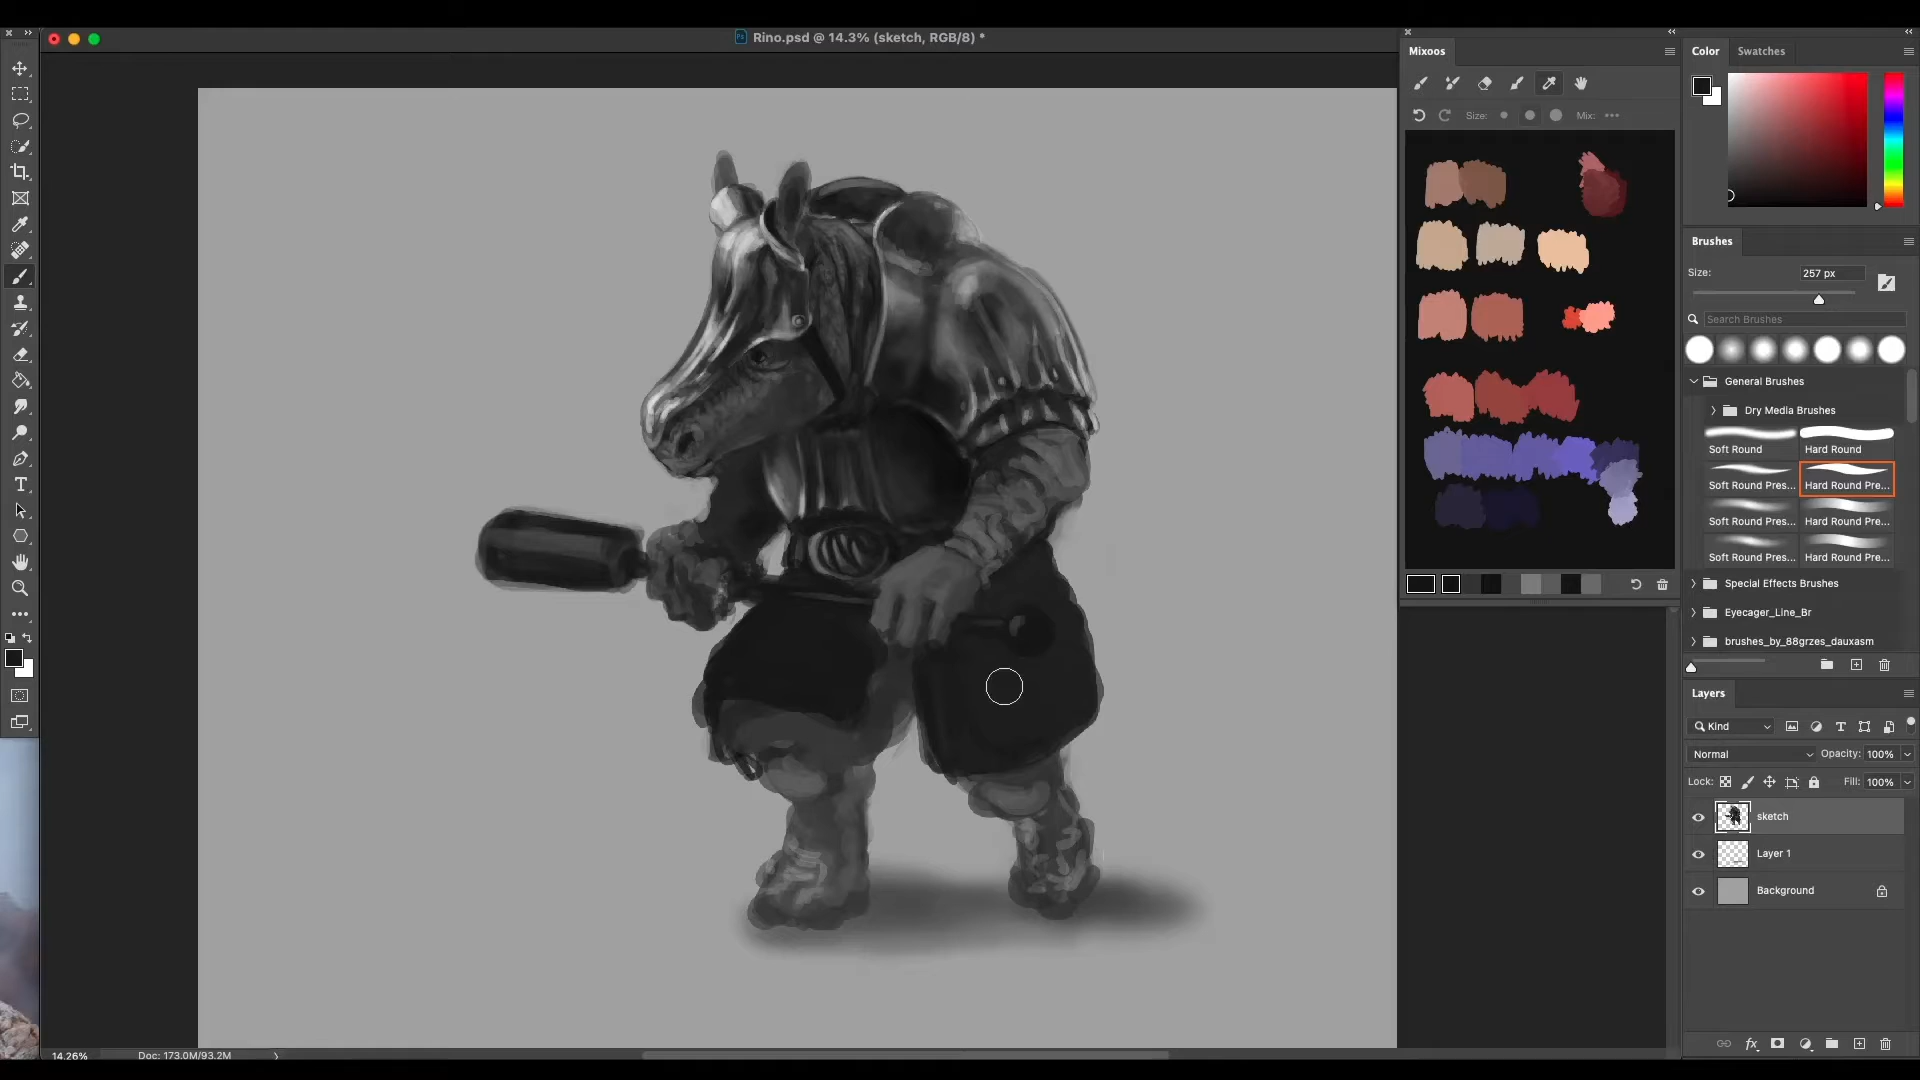 Rino.psd @ 14.3% (sketch, RGB/8) *
Mixoos
Size:
Mix:
Color
Swatches
Brushes
Size:
257 px
Search Brushes
General Brushes
Dry Media Brushes
Soft Round
Hard Round
Soft Round Pres...
Hard Round Pre...
Soft Round Pres...
Hard Round Pre...
Soft Round Pres...
Hard Round Pre...
Special Effects Brushes
Eyecager_Line_Br
brushes_by_88grzes_dauxasm
Layers
Kind
Normal
Opacity: 100%
Lock:
Fill: 100%
sketch
Layer 1
Background
14.26%
Doc: 173.0M/93.2M